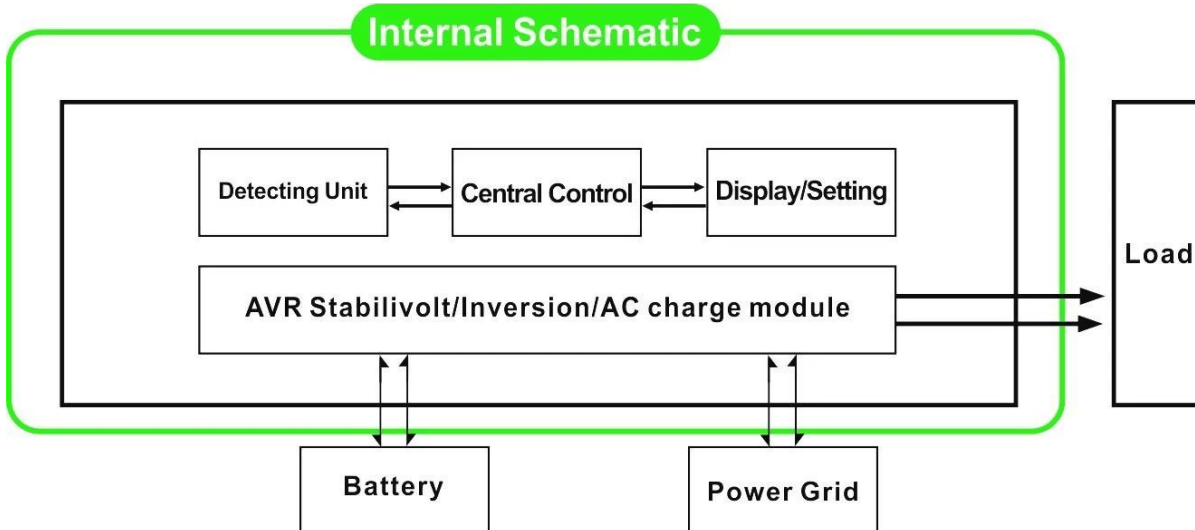 Internal Schematic
Detecting Unit
Central Control
Display/Setting
AVR Stabilivolt/Inversion/AC charge module
Load
Battery
Power Grid